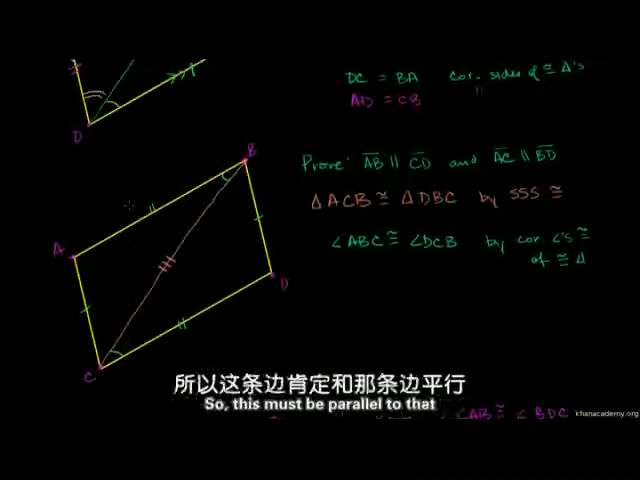 DC = BA cor. sides of ≅ Δ's
AD = CB "
D
B
Prove: AB || CD and AC || BD
ΔACB ≅ ΔDBC by SSS ≅
∠ABC ≅ ∠DCB by cor. ∠'s ≅
of ≅ Δ
A
D
C
所以这条边肯定和那条边平行
So, this must be parallel to that
∠CAB ≅ ∠BDC
khanacademy.org